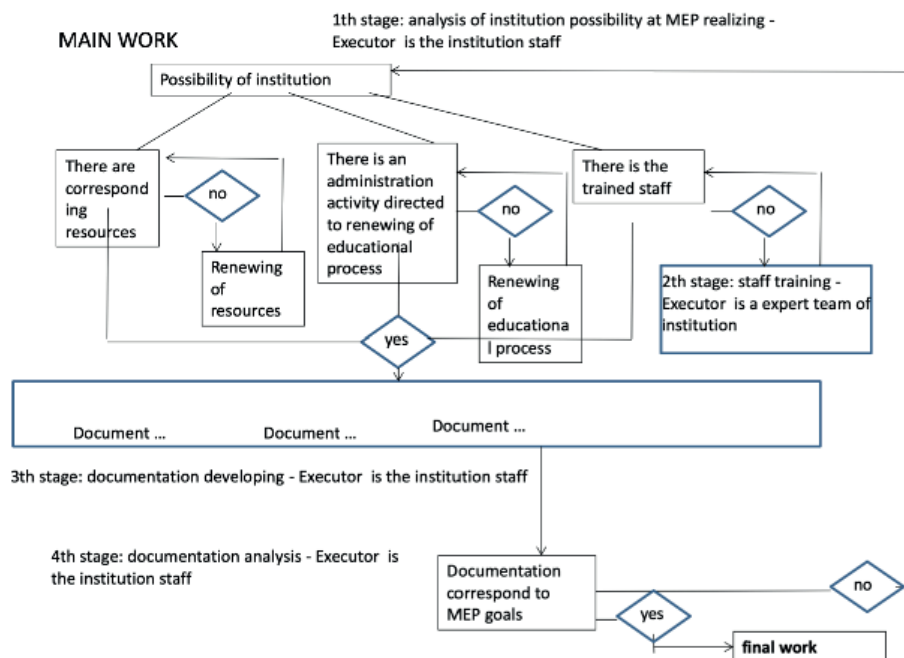 1th stage: analysis of institution possibility at MEP realizing -
Executor  is the institution staff
MAIN WORK
Possibility of institution
There are
correspond
ing
resources
no
Renewing
of
resources
There is an
administration
activity directed
to renewing of
educational
process
no
Renewing
of
educationa
l process
There is the
trained staff
no
2th stage: staff training -
Executor  is a expert team of
institution
yes
Document ...
Document ...
Document ...
3th stage: documentation developing - Executor  is the institution staff
4th stage: documentation analysis - Executor  is
the institution staff
Documentation
correspond to
MEP goals
no
yes
final work